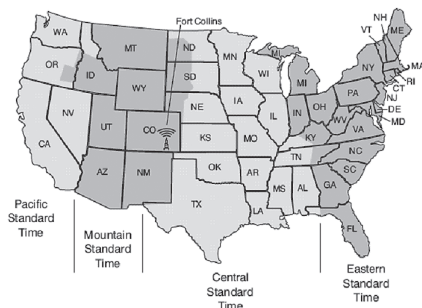 Fort Collins
WA
MT
ND
MN
OR
ID
SD
WI
MI
WY
NV
NE
IA
IL
IN
OH
PA
NY
VT
NH
ME
MA
RI
CT
NJ
DE
MD
CA
UT
CO
KS
MO
KY
WV
VA
AZ
NM
OK
AR
TN
NC
SC
TX
LA
MS
AL
GA
FL
MI
Pacific
Standard
Time
Mountain
Standard
Time
Central
Standard
Time
Eastern
Standard
Time